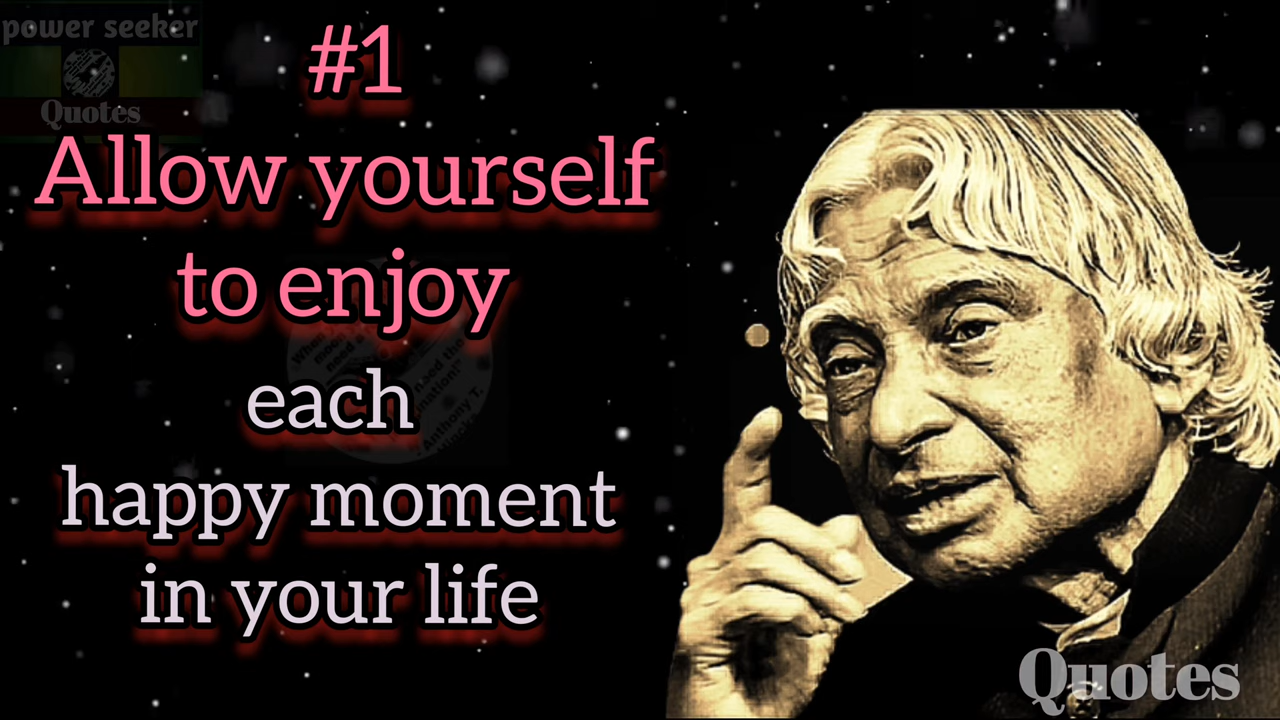 power seeker
Quotes
#1
Allow yourself
to enjoy
each
happy moment
in your life
Quotes